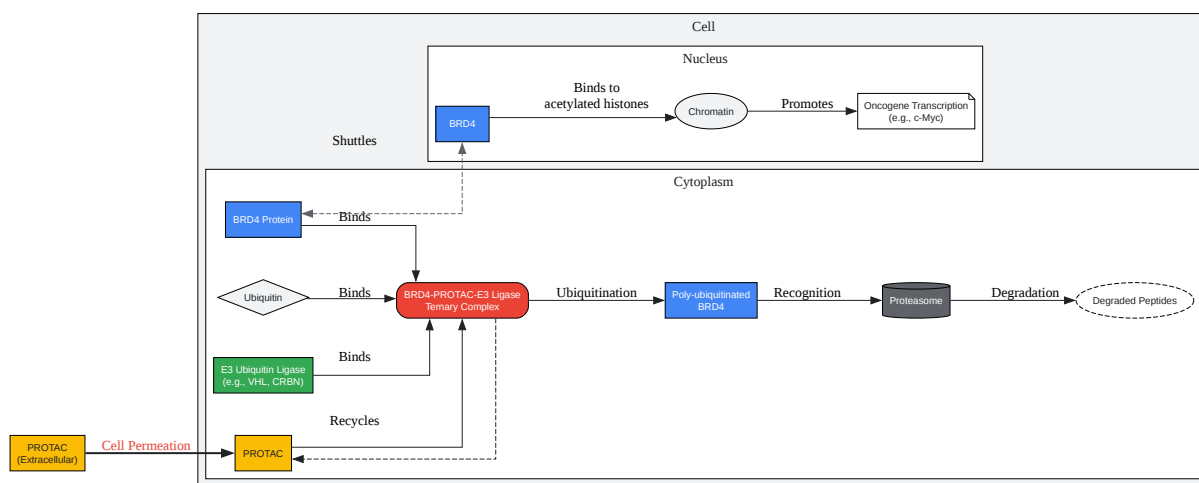 Cell
Nucleus
Binds to
acetylated histones
BRD4
Chromatin
Promotes
Oncogene Transcription
(e.g., c-Myc)
Shuttles
Cytoplasm
BRD4 Protein
Binds
Ubiquitin
Binds
BRD4-PROTAC-E3 Ligase
Ternary Complex
Ubiquitination
Poly-ubiquitinated
BRD4
Recognition
Proteasome
Degradation
Degraded Peptides
E3 Ubiquitin Ligase
(e.g., VHL, CRBN)
Binds
Recycles
PROTAC
(Extracellular)
Cell Permeation
PROTAC